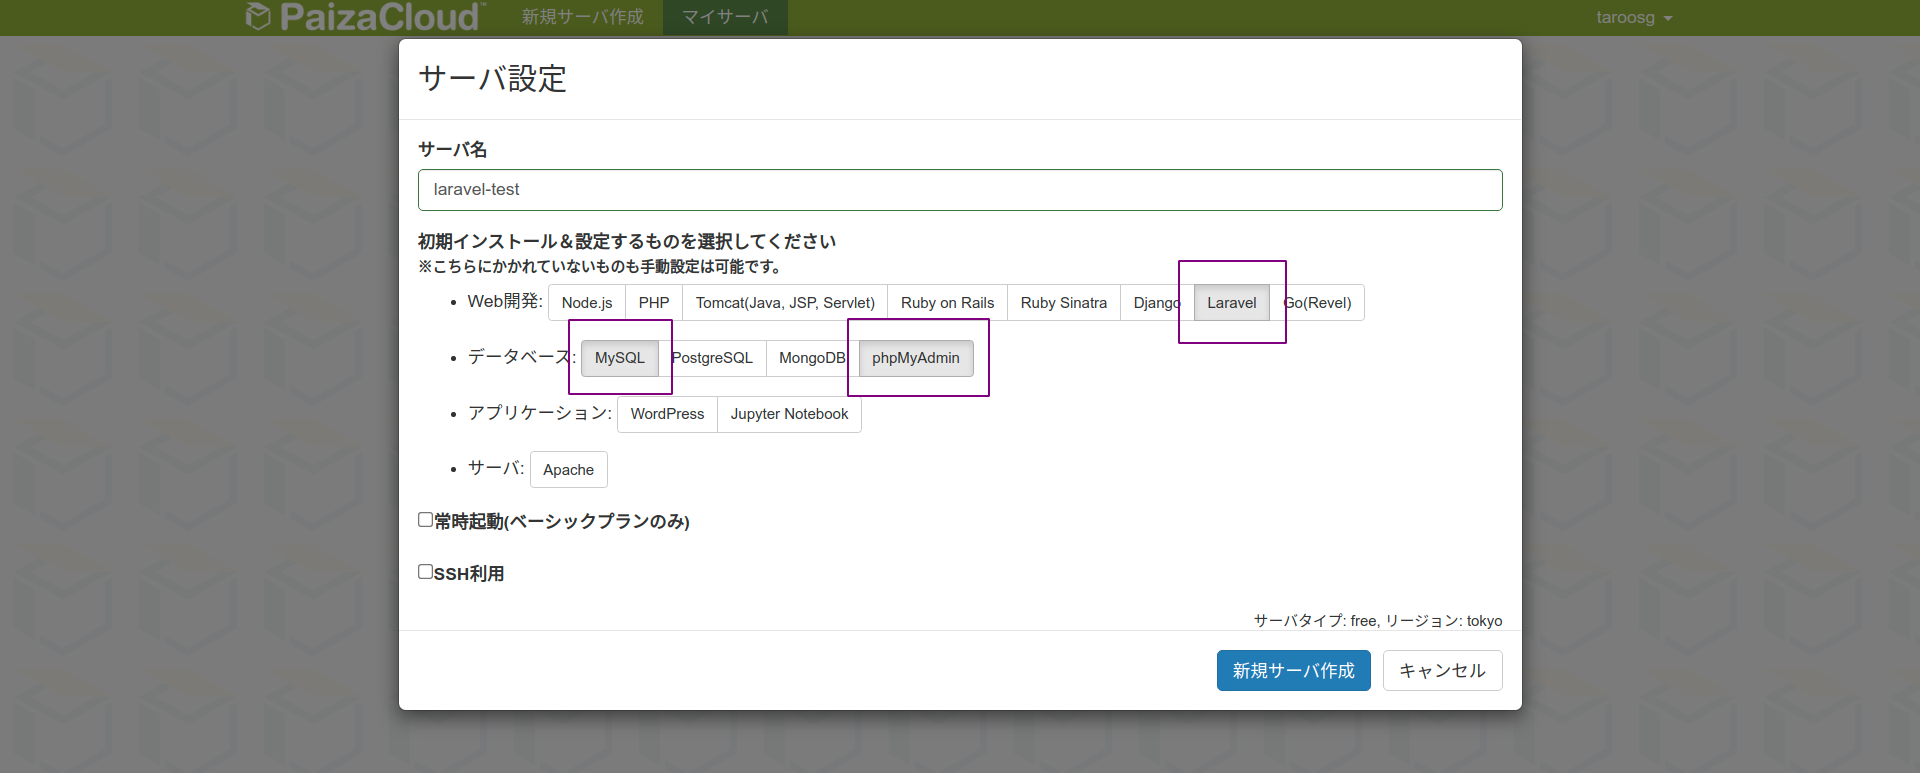 PaizaCloud™ 新規サーバ作成 マイサーバ taroosg
サーバ設定
サーバ名
laravel-test
初期インストール＆設定するものを選択してください
※こちらにかかれていないものも手動設定は可能です。
• Web開発: Node.js PHP Tomcat(Java, JSP, Servlet) Ruby on Rails Ruby Sinatra Django Laravel Go(Revel)
• データベース: MySQL PostgreSQL MongoDB phpMyAdmin
• アプリケーション: WordPress Jupyter Notebook
• サーバ: Apache
常時起動(ベーシックプランのみ)
SSH利用
サーバタイプ: free, リージョン: tokyo
新規サーバ作成 キャンセル